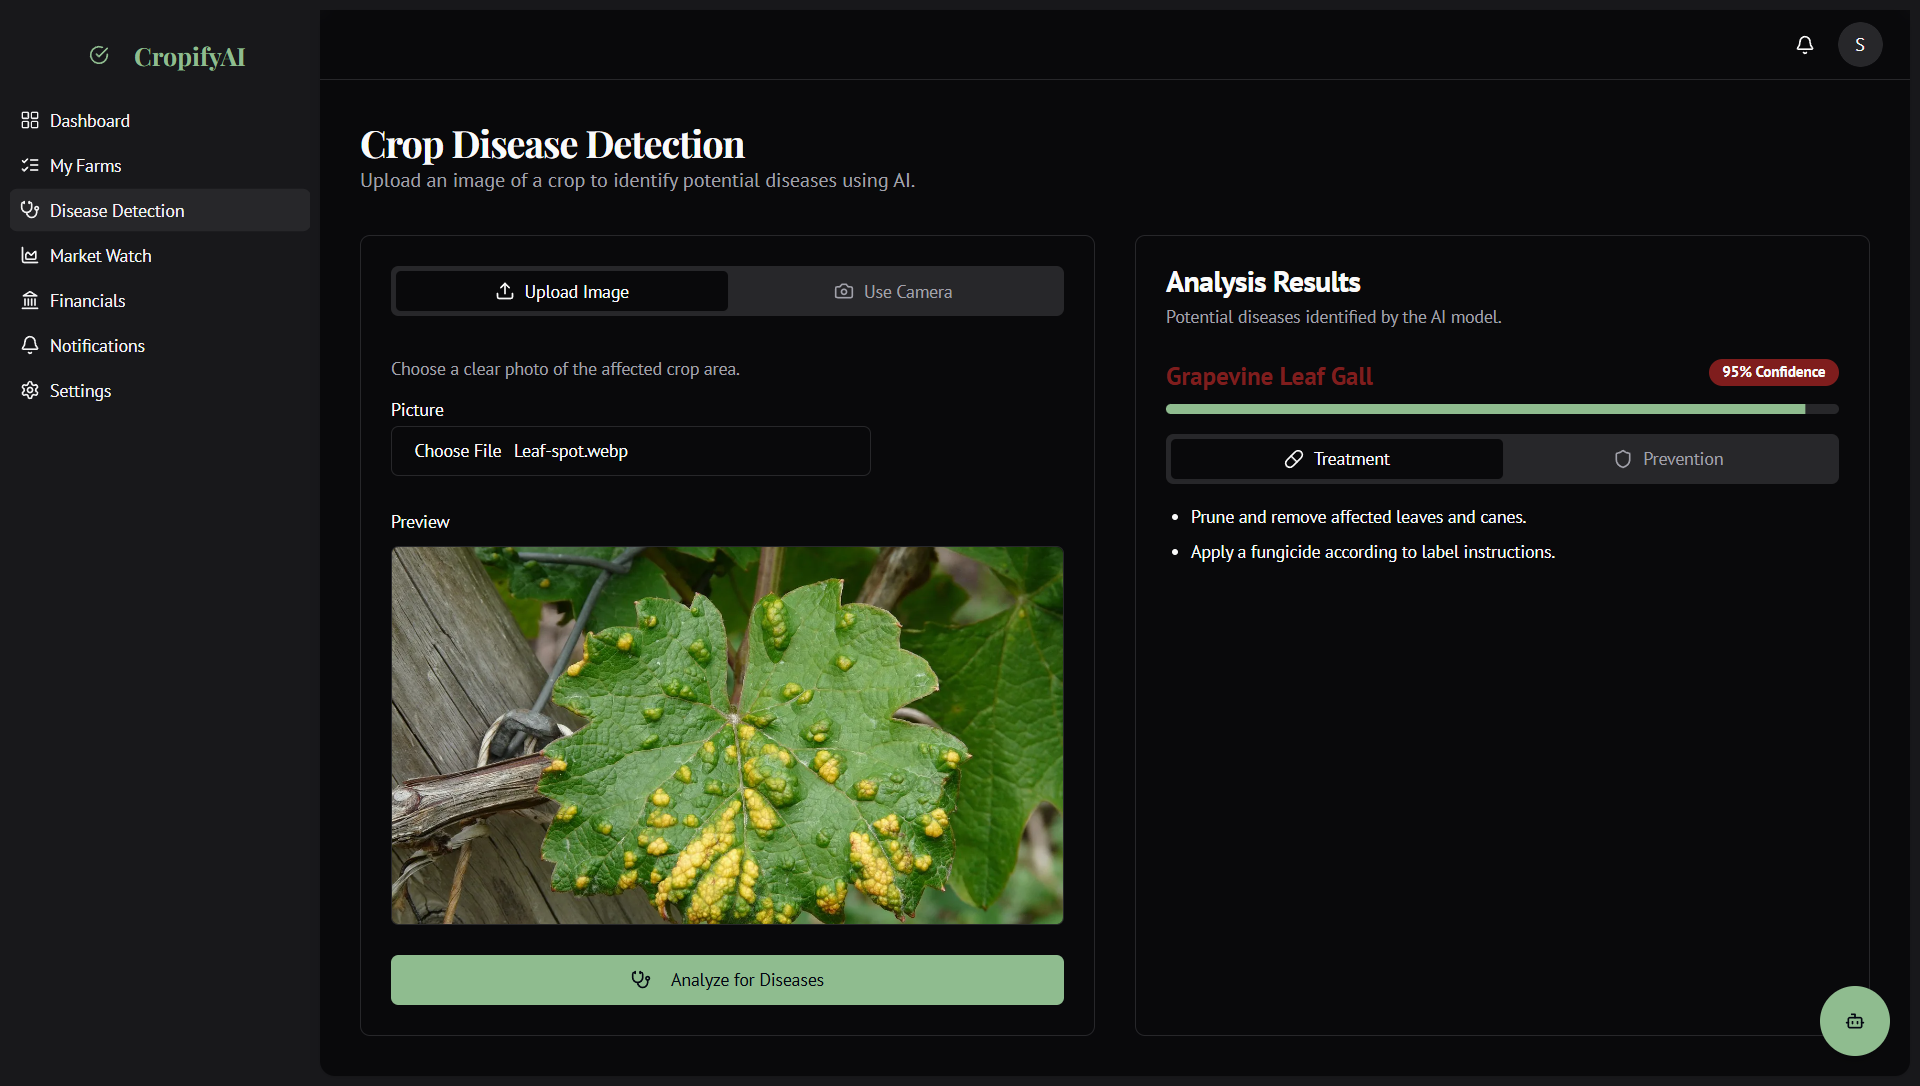 CropifyAI
Dashboard
My Farms
Disease Detection
Market Watch
Financials
Notifications
Settings
S
Crop Disease Detection
Upload an image of a crop to identify potential diseases using AI.
Upload Image
Use Camera
Choose a clear photo of the affected crop area.
Picture
Choose File Leaf-spot.webp
Preview
Analyze for Diseases
Analysis Results
Potential diseases identified by the AI model.
Grapevine Leaf Gall
95% Confidence
Treatment
Prevention
Prune and remove affected leaves and canes.
Apply a fungicide according to label instructions.